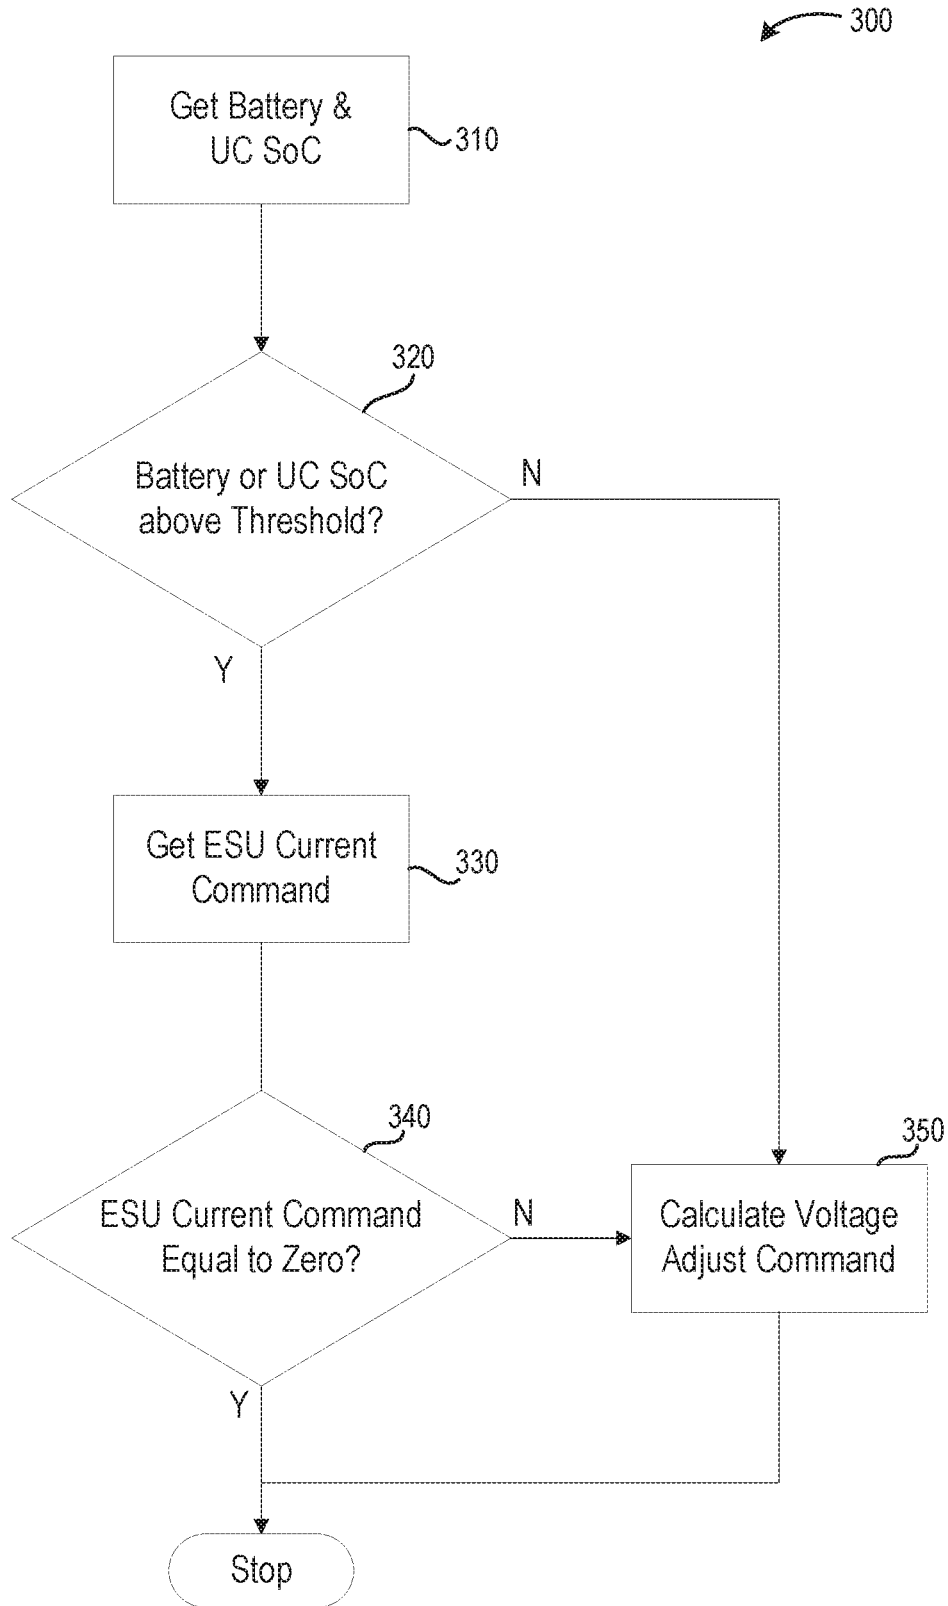 300
Get Battery &
UC SoC
310
320
Battery or UC SoC
above Threshold?
N
Y
Get ESU Current
Command
330
340
ESU Current Command
Equal to Zero?
N
350
Calculate Voltage
Adjust Command
Y
Stop